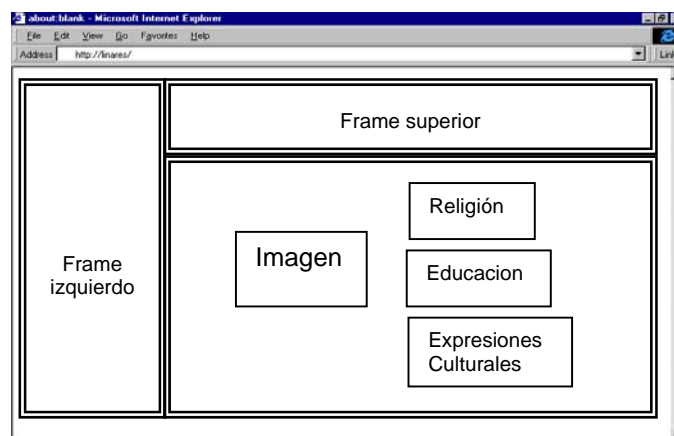 about:blank - Microsoft Internet Explorer
File Edit View Go Favorites Help
Address http://linares/
Frame superior
Religión
Imagen
Frame
izquierdo
Educacion
Expresiones
Culturales